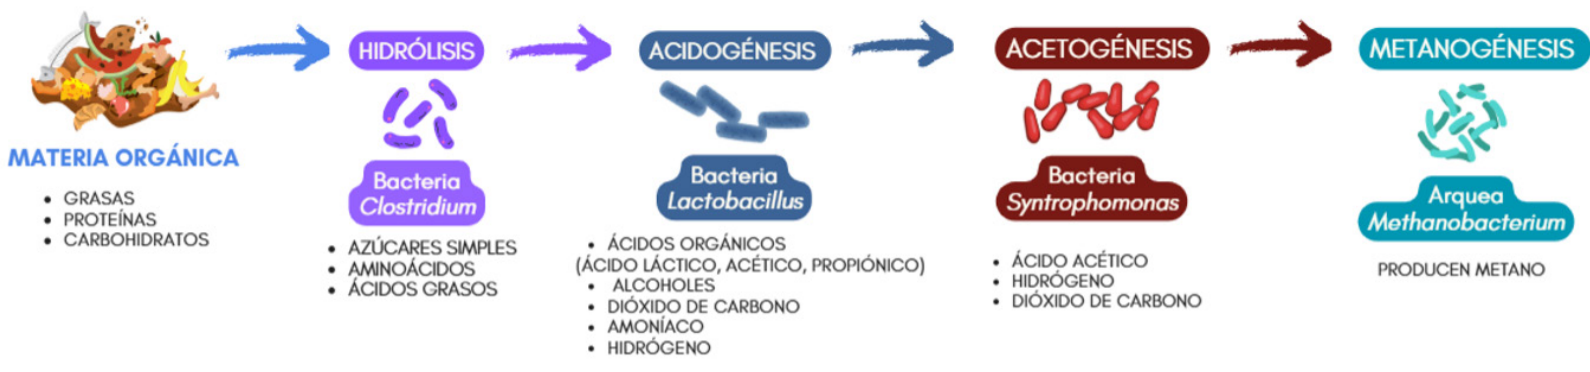 MATERIA ORGÁNICA
• GRASAS
• PROTEÍNAS
• CARBOHIDRATOS
HIDRÓLISIS
Bacteria
Clostridium
• AZÚCARES SIMPLES
• AMINOÁCIDOS
• ÁCIDOS GRASOS
ACIDOGÉNESIS
Bacteria
Lactobacillus
• ÁCIDOS ORGÁNICOS
(ÁCIDO LÁCTICO, ACÉTICO, PROPIÓNICO)
• ALCOHOLES
• DIÓXIDO DE CARBONO
• AMONÍACO
• HIDRÓGENO
ACETOGÉNESIS
Bacteria
Syntrophomonas
• ÁCIDO ACÉTICO
• HIDRÓGENO
• DIÓXIDO DE CARBONO
METANOGÉNESIS
Arquea
Methanobacterium
PRODUCEN METANO